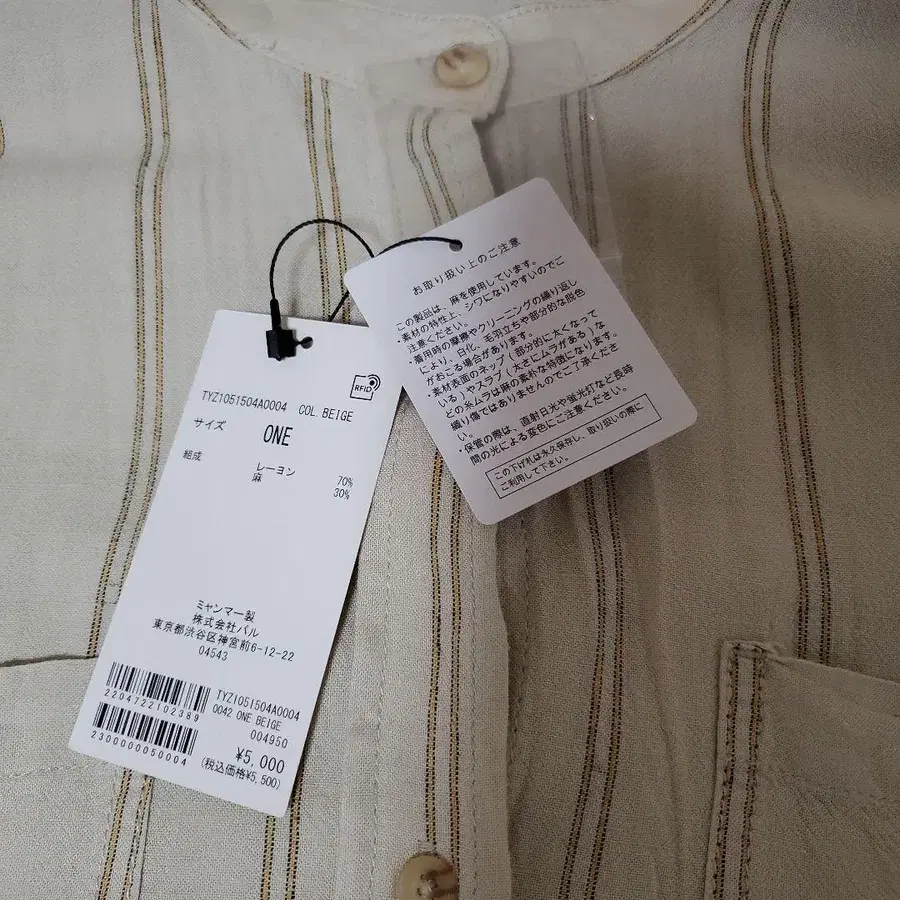 RFID
TYZ1051504A0004 COL.BEIGE
サイズ ONE
組成
レーヨン 70%
麻 30%
ミャンマー製
株式会社パル
東京都渋谷区神宮前6-12-22
04543
2204722102389
TYZ1051504A0004
0042 ONE BEIGE
004950
2300000050004
¥5,000
(税込価格¥5,500)
お取り扱い上のご注意
この製品は、麻を使用しています。
・素材の特性上、シワになりやすいのでご
注意ください。
・着用時の摩擦やクリーニングの繰り返し
により、白化、毛羽立ちや部分的な脱色
がおこる場合があります。
・素材表面のネップ(部分的に太くなって
いる)やスラブ(太さにムラがある)な
どの糸ムラは麻の素朴な特徴になります。
織り傷ではありませんのでご了承くださ
い。
・保管の際は、直射日光や蛍光灯など長時
間の光による変色にご注意ください。
この下げ札は永久保存し、取り扱いの際に
ご利用して下さい。